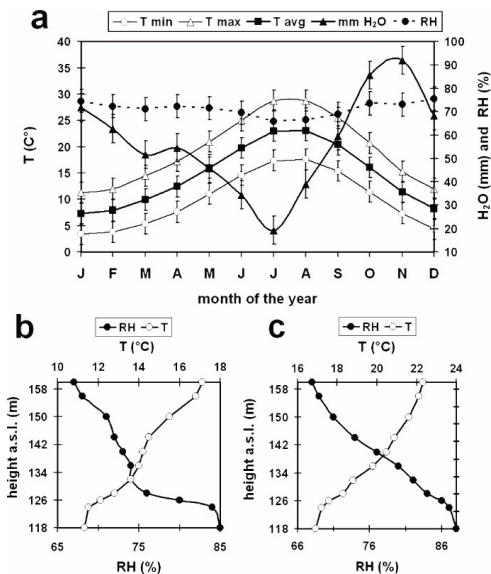 a
T min T max T avg mm H₂O RH
40 35 30 25 20 15 10 5 0
T (C°)
100 90 80 70 60 50 40 30 20 10
H₂O (mm) and RH (%)
J F M A M J J A S O N D
month of the year
b
RH T
T (°C)
10 12 14 16 18
158 150 142 134 126 118
height a.s.l. (m)
65 75 85
RH (%)
c
RH T
T (°C)
16 18 20 22 24
158 150 142 134 126 118
height a.s.l. (m)
66 76 86
RH (%)